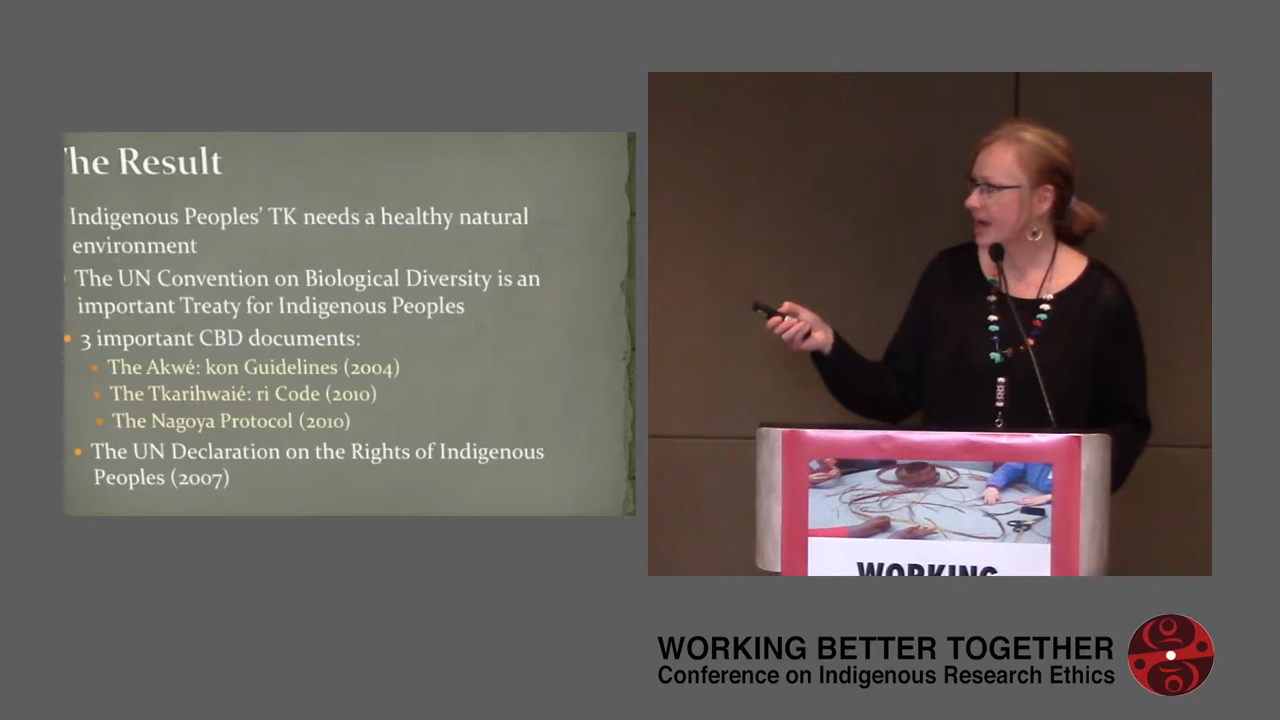 The Result
Indigenous Peoples' TK needs a healthy natural
environment
The UN Convention on Biological Diversity is an
important Treaty for Indigenous Peoples
3 important CBD documents:
The Akwé: kon Guidelines (2004)
The Tkarihwaié: ri Code (2010)
The Nagoya Protocol (2010)
The UN Declaration on the Rights of Indigenous
Peoples (2007)
WORKING
WORKING BETTER TOGETHER
Conference on Indigenous Research Ethics